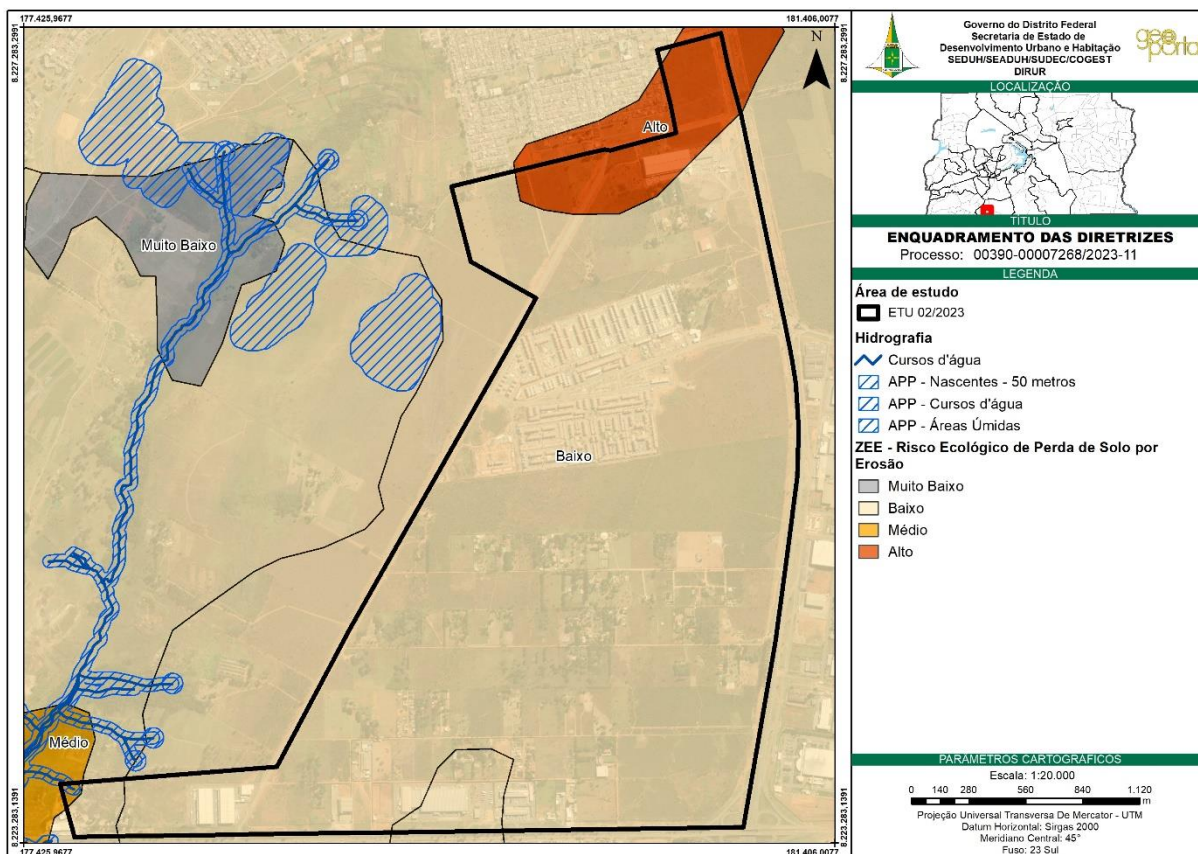 177.425,9677
181.406,0077
8.227.283,2991
8.227.283,2991
N
Alto
Muito Baixo
Baixo
Médio
8.223.283,1391
8.223.283,1391
177.425,9677
181.406,0077
Governo do Distrito Federal
Secretaria de Estado de
Desenvolvimento Urbano e Habitação
SEDUH/SEADUH/SUDEC/COGEST
DIRUR
geoportal
LOCALIZAÇÃO
TÍTULO
ENQUADRAMENTO DAS DIRETRIZES
Processo: 00390-00007268/2023-11
LEGENDA
Área de estudo
ETU 02/2023
Hidrografia
Cursos d'água
APP - Nascentes - 50 metros
APP - Cursos d'água
APP - Áreas Úmidas
ZEE - Risco Ecológico de Perda de Solo por
Erosão
Muito Baixo
Baixo
Médio
Alto
PARAMETROS CARTOGRAFICOS
Escala: 1:20.000
0 140 280 560 840 1.120
m
Projeção Universal Transversa De Mercator - UTM
Datum Horizontal: Sirgas 2000
Meridiano Central: 45°
Fuso: 23 Sul